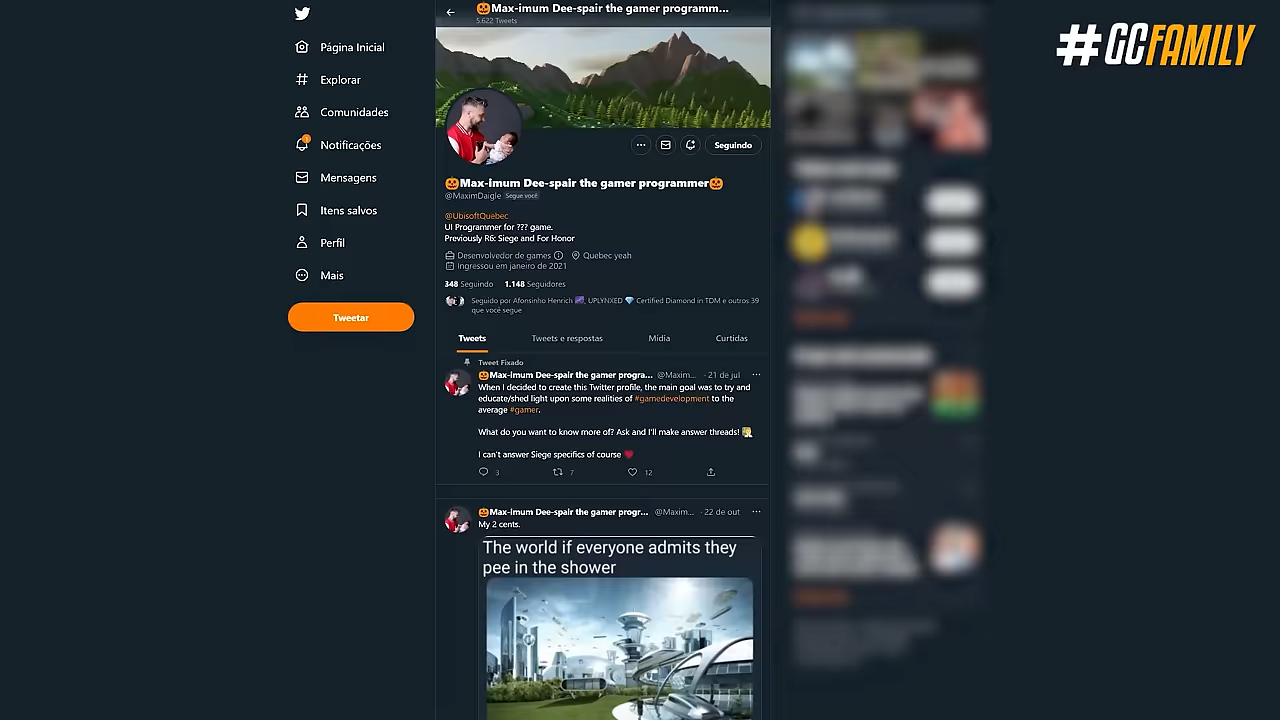 🎃Max-imum Dee-spair the gamer programm...
5.622 Tweets
#GCFAMILY
Página Inicial
Explorar
Comunidades
Notificações
Mensagens
Itens salvos
Perfil
Mais
Tweetar
Seguindo
🎃Max-imum Dee-spair the gamer programmer🎃
@MaximDaigle Segue você
@UbisoftQuebec
UI Programmer for ??? game.
Previously R6: Siege and For Honor
Desenvolvedor de games Quebec yeah
Ingressou em janeiro de 2021
348 Seguindo 1.148 Seguidores
Seguido por Afonsinho Henrich 🌌, UPLYNXED 💎 Certified Diamond in TDM e outros 39
que você segue
Tweets Tweets e respostas Mídia Curtidas
Tweet Fixado
🎃Max-imum Dee-spair the gamer progra... @Maxim... · 21 de jul
When I decided to create this Twitter profile, the main goal was to try and
educate/shed light upon some realities of #gamedevelopment to the
average #gamer.
What do you want to know more of? Ask and I'll make answer threads!
I can't answer Siege specifics of course ♥
3 7 12
🎃Max-imum Dee-spair the gamer progr... @Maxim... · 22 de out
My 2 cents.
The world if everyone admits they
pee in the shower